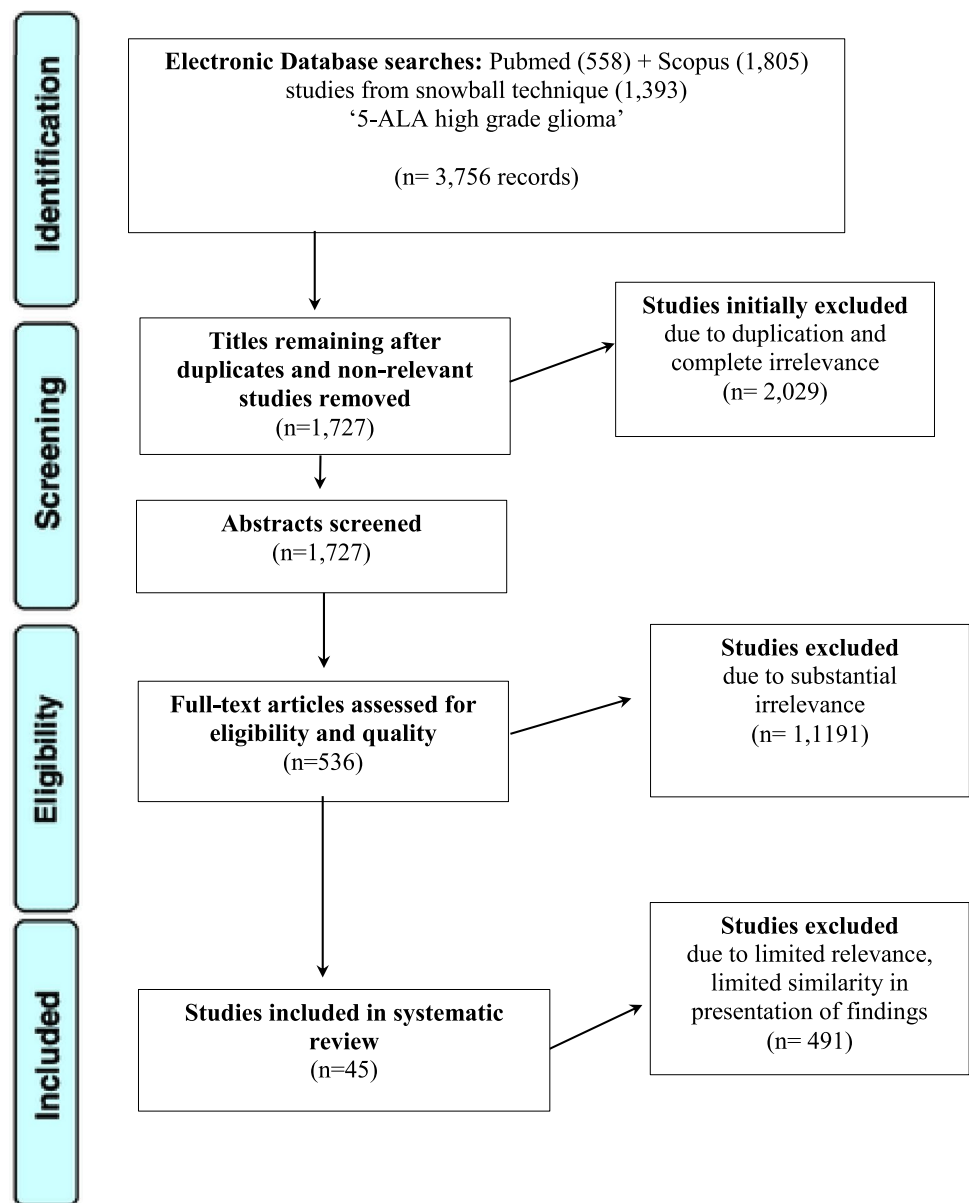 Identification
Electronic Database searches: Pubmed (558) + Scopus (1,805)
studies from snowball technique (1,393)
‘5-ALA high grade glioma’
(n= 3,756 records)
Screening
Titles remaining after
duplicates and non-relevant
studies removed
(n=1,727)
Studies initially excluded
due to duplication and
complete irrelevance
(n= 2,029)
Abstracts screened
(n=1,727)
Eligibility
Full-text articles assessed for
eligibility and quality
(n=536)
Studies excluded
due to substantial
irrelevance
(n= 1,1191)
Included
Studies included in systematic
review
(n=45)
Studies excluded
due to limited relevance,
limited similarity in
presentation of findings
(n= 491)